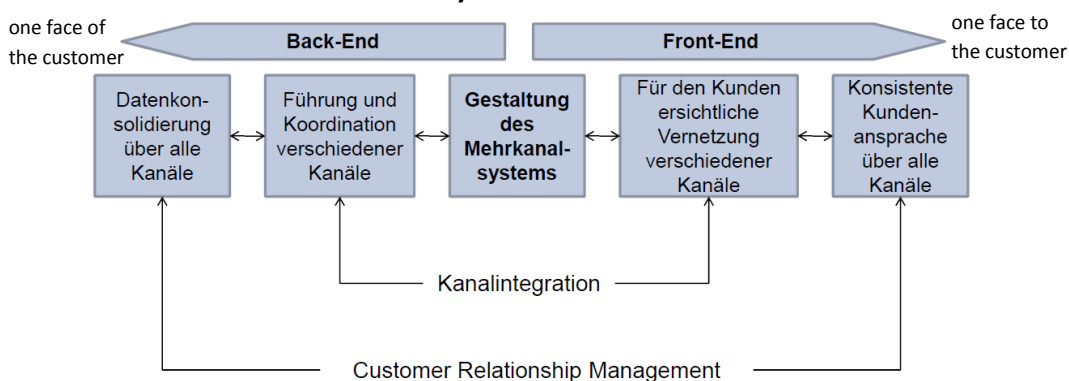 one face of
the customer
Back-End
Front-End
one face to
the customer
Datenkon-
solidierung
über alle
Kanäle
Führung und
Koordination
verschiedener
Kanäle
Gestaltung
des
Mehrkanal-
systems
Für den Kunden
ersichtliche
Vernetzung
verschiedener
Kanäle
Konsistente
Kunden-
ansprache
über alle
Kanäle
Kanalintegration
Customer Relationship Management